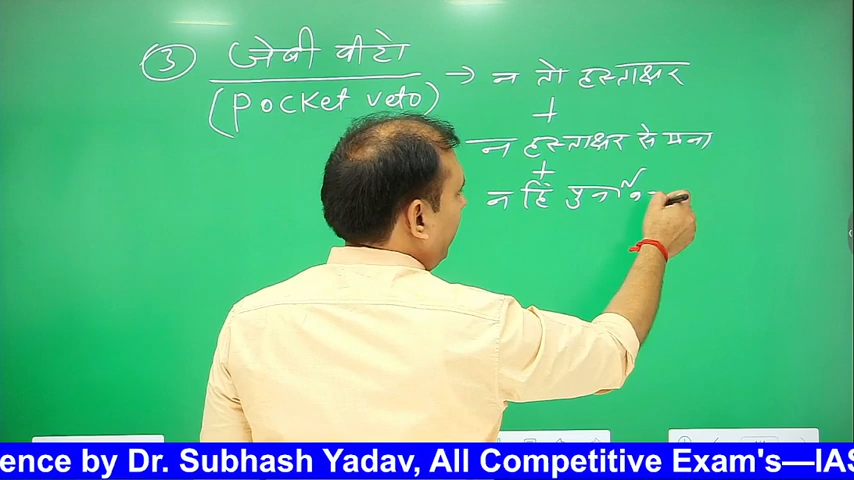 ③ जेबी वीटो
(Pocket veto) → न तो हस्ताक्षर
+
न हस्ताक्षर से मना
+
न हिं
ence by Dr. Subhash Yadav, All Competitive Exam's—IAS